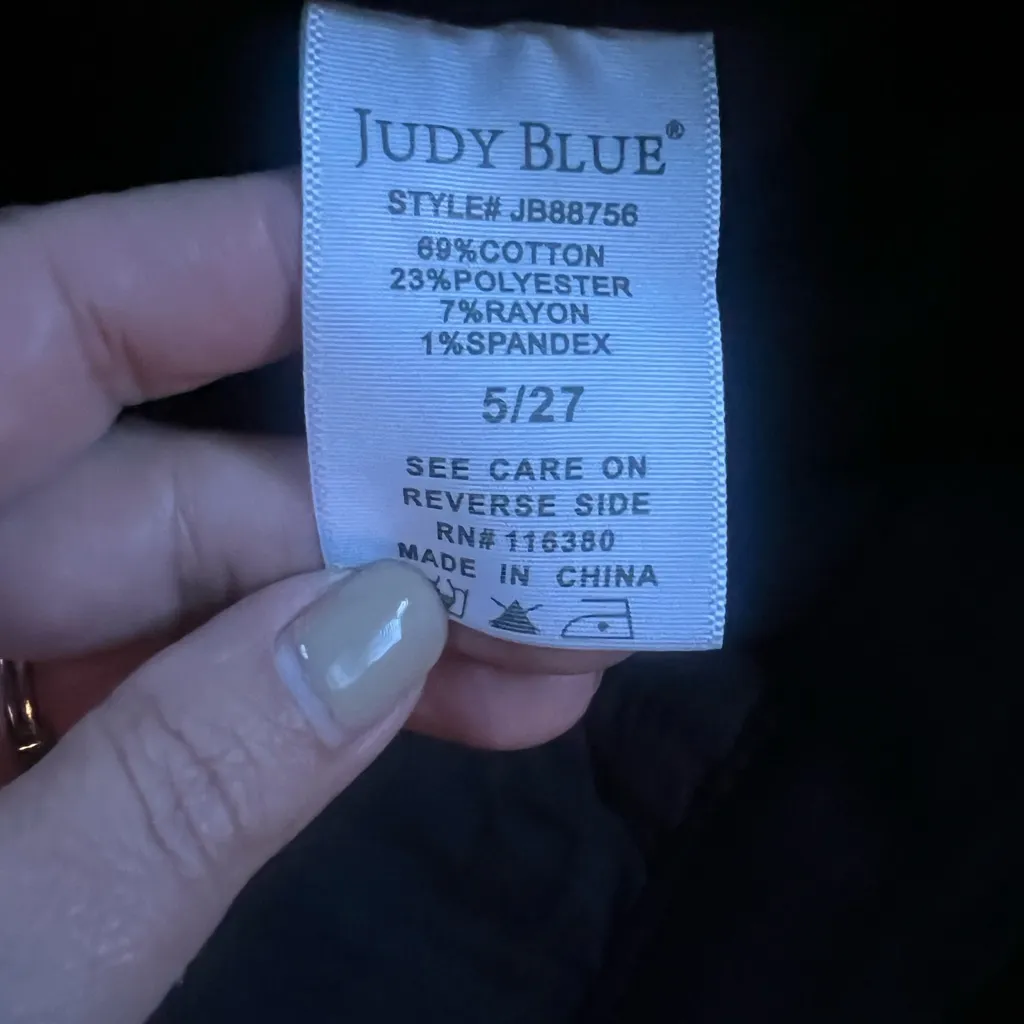 JUDY BLUE®
STYLE# JB88756
69%COTTON
23%POLYESTER
7%RAYON
1%SPANDEX
5/27
SEE CARE ON
REVERSE SIDE
RN# 116380
MADE IN CHINA